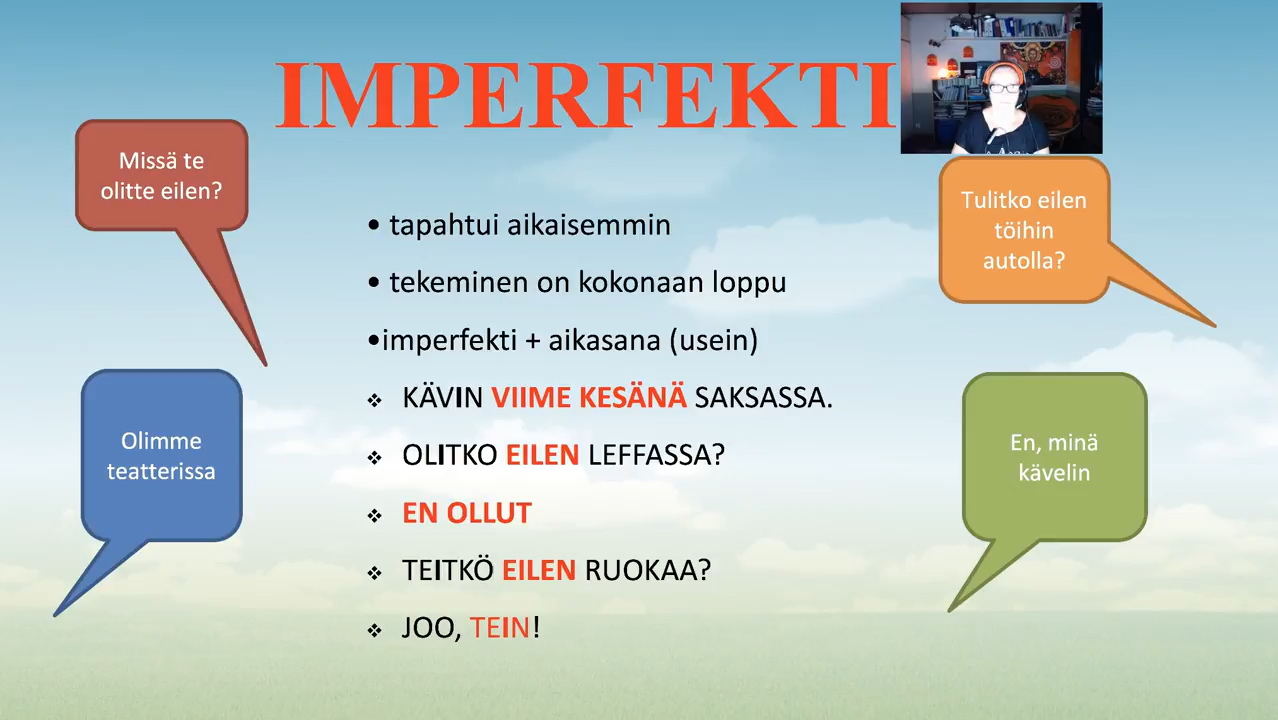 IMPERFEKTI
Missä te
olitte eilen?
Tulitko eilen
töihin
autolla?
• tapahtui aikaisemmin
• tekeminen on kokonaan loppu
•imperfekti + aikasana (usein)
❖ KÄVIN VIIME KESÄNÄ SAKSASSA.
❖ OLITKO EILEN LEFFASSA?
❖ EN OLLUT
❖ TEITKÖ EILEN RUOKAA?
❖ JOO, TEIN!
Olimme
teatterissa
En, minä
kävelin